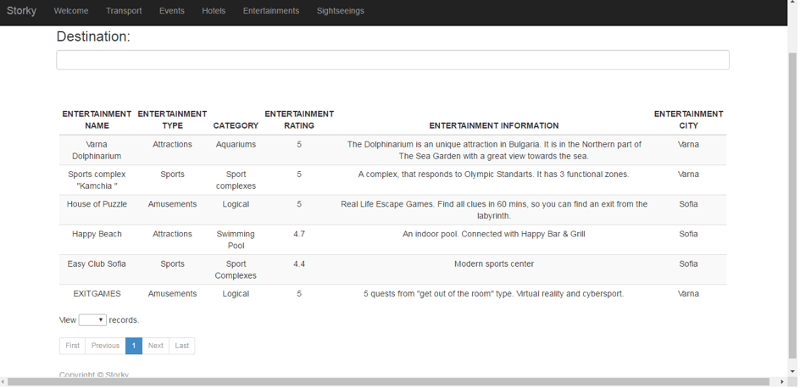 Storky Welcome Transport Events Hotels Entertainments Sightseeings
Destination:
ENTERTAINMENT NAME ENTERTAINMENT TYPE CATEGORY ENTERTAINMENT RATING ENTERTAINMENT INFORMATION ENTERTAINMENT CITY
Varna Dolphinarium Attractions Aquariums 5 The Dolphinarium is an unique attraction in Bulgaria. It is in the Northern part of The Sea Garden with a great view towards the sea. Varna
Sports complex "Kamchia " Sports Sport complexes 5 A complex, that responds to Olympic Standarts. It has 3 functional zones. Varna
House of Puzzle Amusements Logical 5 Real Life Escape Games. Find all clues in 60 mins, so you can find an exit from the labyrinth. Sofia
Happy Beach Attractions Swimming Pool 4.7 An indoor pool. Connected with Happy Bar & Grill Sofia
Easy Club Sofia Sports Sport Complexes 4.4 Modern sports center Sofia
EXITGAMES Amusements Logical 5 5 quests from "get out of the room" type. Virtual reality and cybersport. Varna
View records.
First Previous 1 Next Last
Copyright © Storky